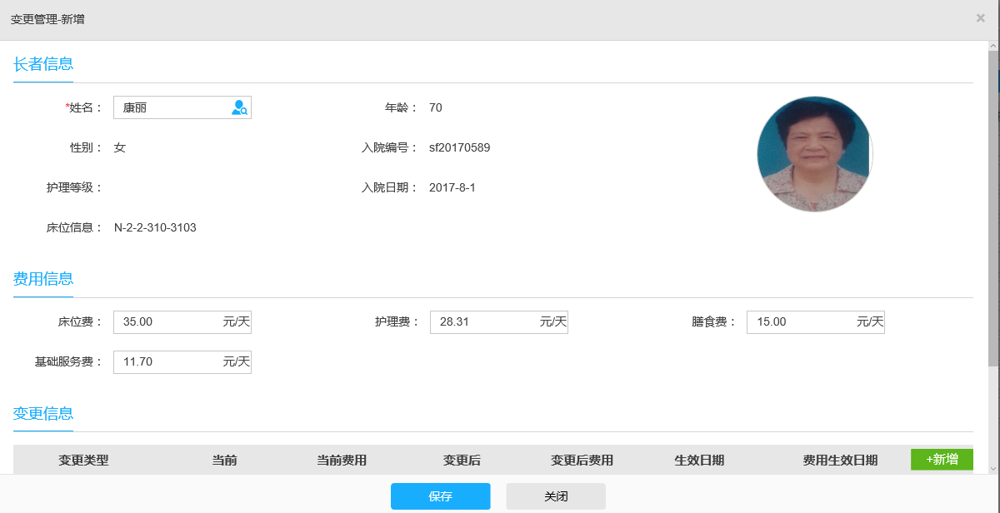 变更管理-新增
×
长者信息
*姓名： 康丽 年龄： 70
性别： 女 入院编号： sf20170589
护理等级： 入院日期： 2017-8-1
床位信息： N-2-2-310-3103
费用信息
床位费： 35.00 元/天 护理费： 28.31 元/天 膳食费： 15.00 元/天
基础服务费： 11.70 元/天
变更信息
变更类型 当前 当前费用 变更后 变更后费用 生效日期 费用生效日期 +新增
保存 关闭